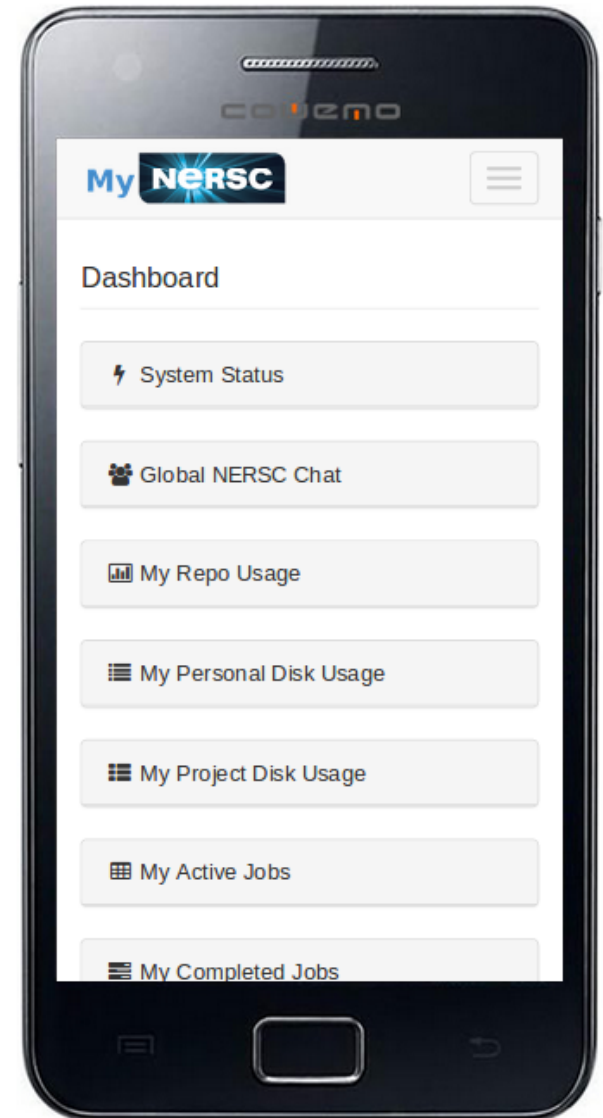 cowemo
My NERSC
Dashboard
System Status
Global NERSC Chat
My Repo Usage
My Personal Disk Usage
My Project Disk Usage
My Active Jobs
My Completed Jobs